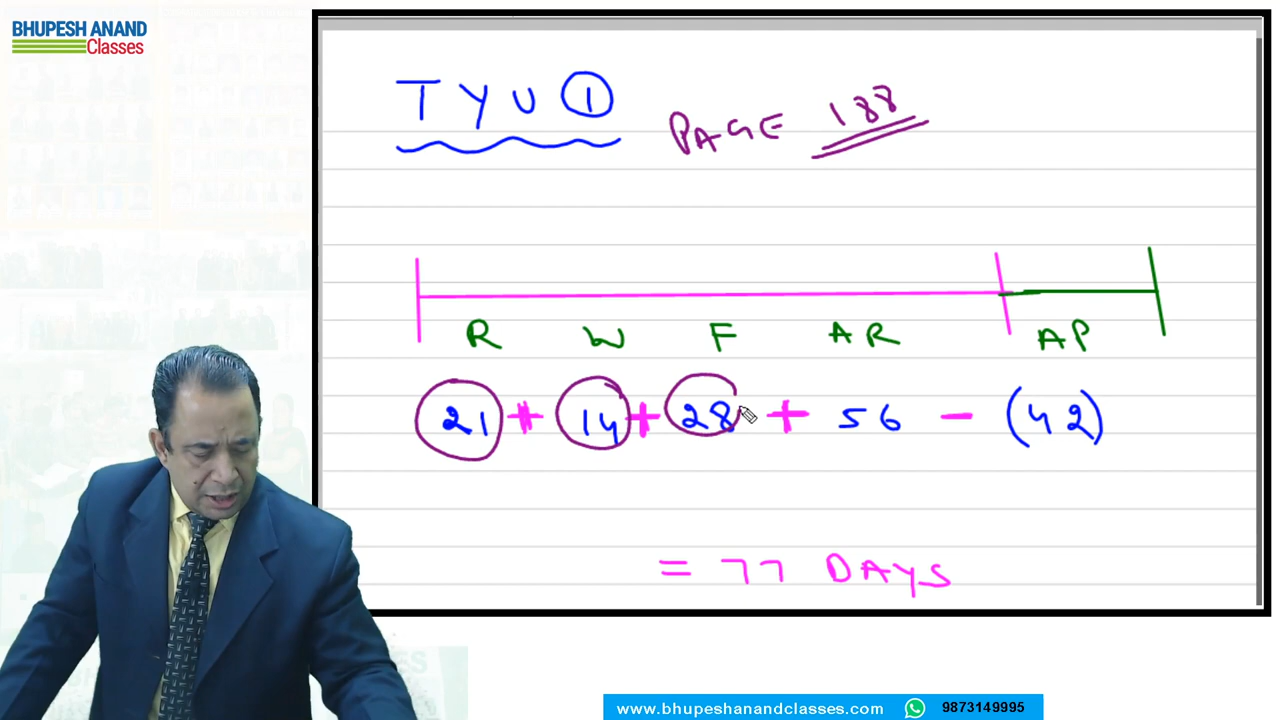 BHUPESH ANAND
Classes
TYU ①
PAGE 188
R W F AR AP
21 + 14 + 28 + 56 - (42)
= 77 DAYS
www.bhupeshanandclasses.com 9873149995